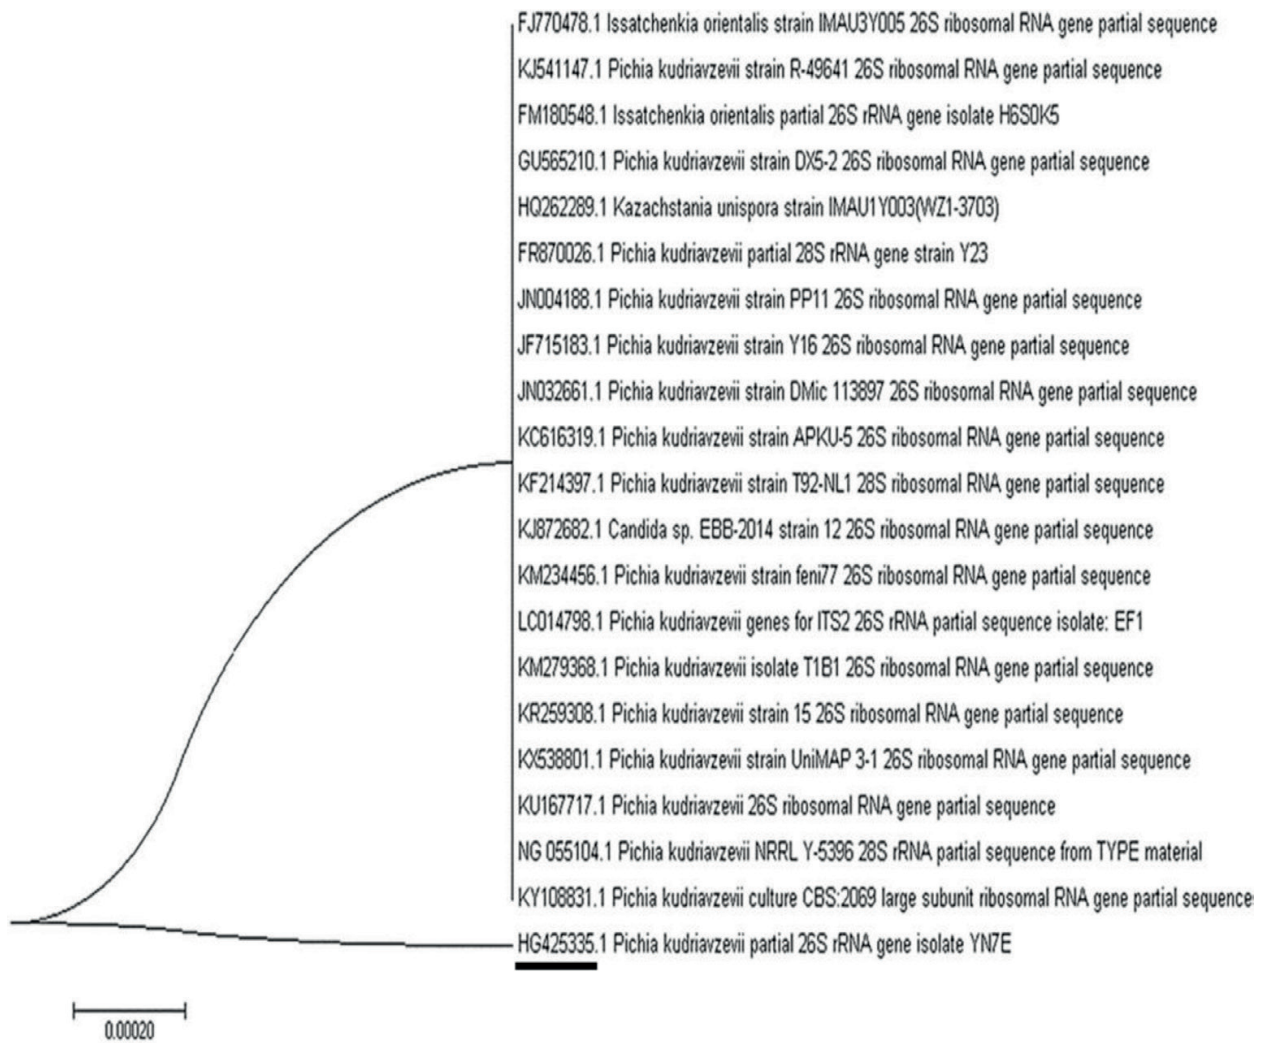 FJ770478.1 Issatchenkia orientalis strain IMAU3Y005 26S ribosomal RNA gene partial sequence
KJ541147.1 Pichia kudriavzevii strain R-49641 26S ribosomal RNA gene partial sequence
FM180548.1 Issatchenkia orientalis partial 26S rRNA gene isolate H6S0K5
GU565210.1 Pichia kudriavzevii strain DX5-2 26S ribosomal RNA gene partial sequence
HQ262289.1 Kazachstania unispora strain IMAU1Y003(WZ1-3703)
FR870026.1 Pichia kudriavzevii partial 28S rRNA gene strain Y23
JN004188.1 Pichia kudriavzevii strain PP11 26S ribosomal RNA gene partial sequence
JF715183.1 Pichia kudriavzevii strain Y16 26S ribosomal RNA gene partial sequence
JN032661.1 Pichia kudriavzevii strain DMic 113897 26S ribosomal RNA gene partial sequence
KC616319.1 Pichia kudriavzevii strain APKU-5 26S ribosomal RNA gene partial sequence
KF214397.1 Pichia kudriavzevii strain T92-NL1 28S ribosomal RNA gene partial sequence
KJ872682.1 Candida sp. EBB-2014 strain 12 26S ribosomal RNA gene partial sequence
KM234456.1 Pichia kudriavzevii strain feni77 26S ribosomal RNA gene partial sequence
LC014798.1 Pichia kudriavzevii genes for ITS2 26S rRNA partial sequence isolate: EF1
KM279368.1 Pichia kudriavzevii isolate T1B1 26S ribosomal RNA gene partial sequence
KR259308.1 Pichia kudriavzevii strain 15 26S ribosomal RNA gene partial sequence
KX538801.1 Pichia kudriavzevii strain UniMAP 3-1 26S ribosomal RNA gene partial sequence
KU167717.1 Pichia kudriavzevii 26S ribosomal RNA gene partial sequence
NG 055104.1 Pichia kudriavzevii NRRL Y-5396 28S rRNA partial sequence from TYPE material
KY108831.1 Pichia kudriavzevii culture CBS:2069 large subunit ribosomal RNA gene partial sequence
HG425335.1 Pichia kudriavzevii partial 26S rRNA gene isolate YN7E
0.00020